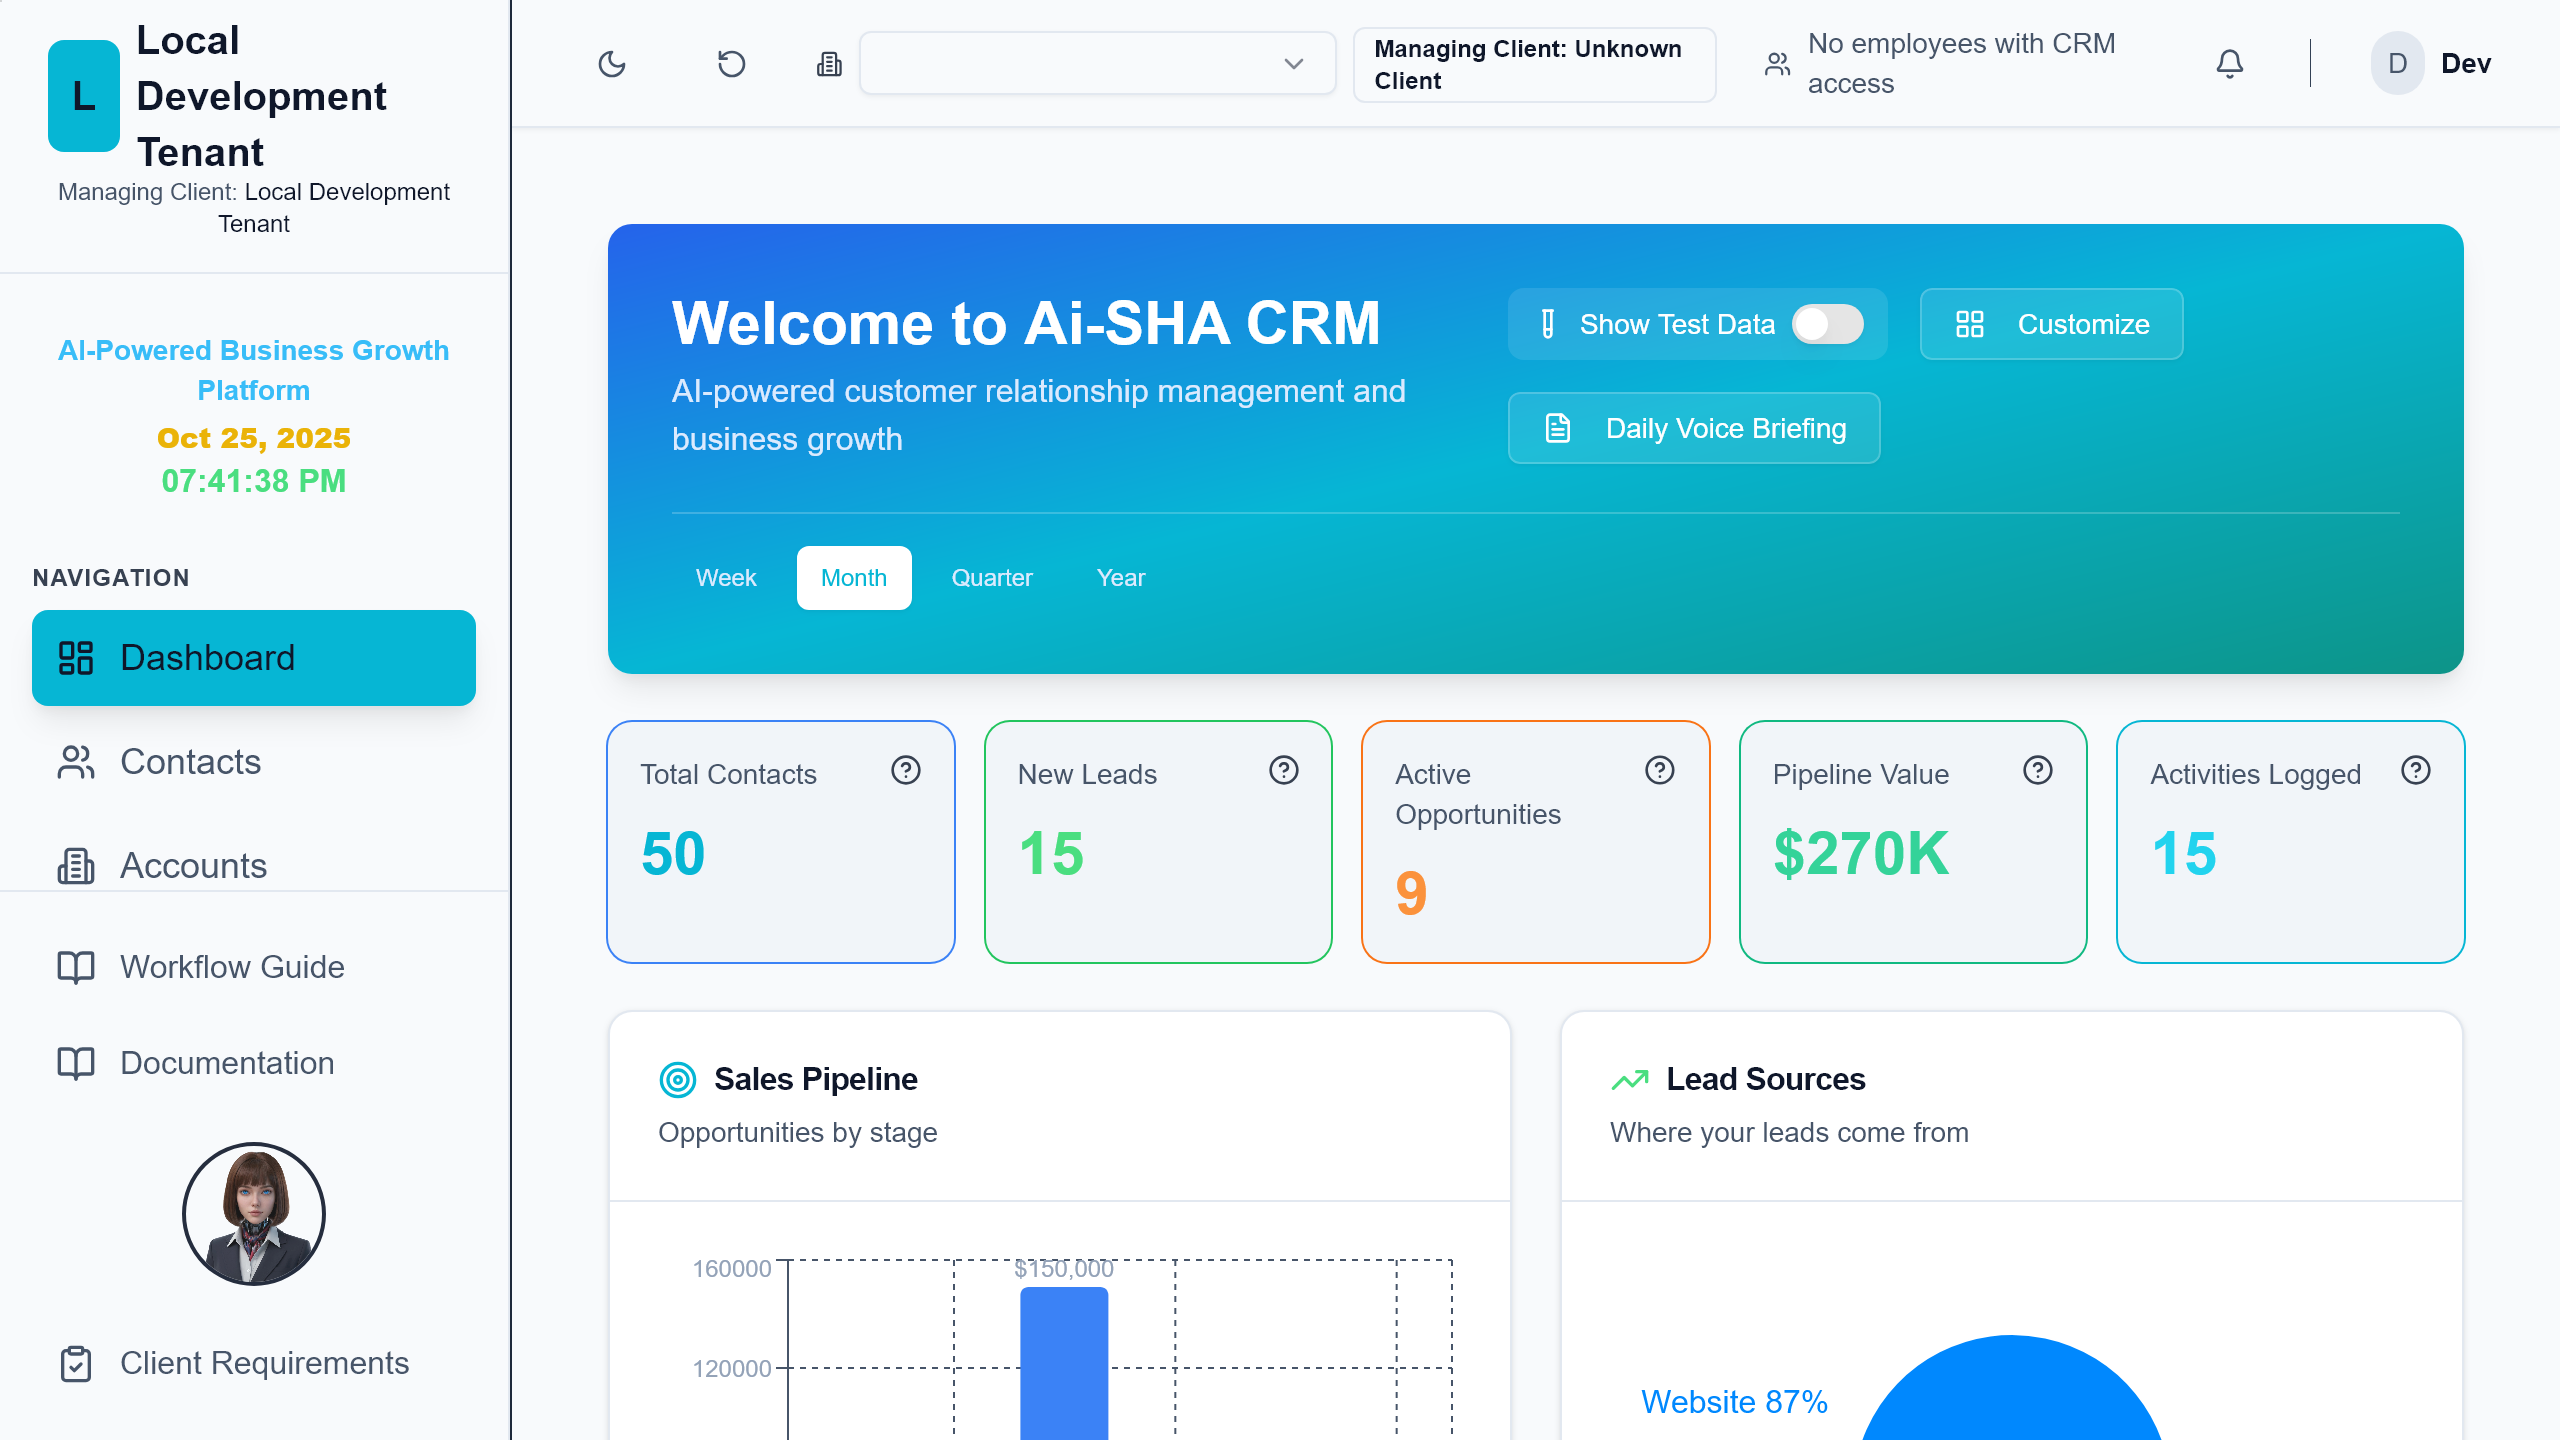 L
Local
Development
Tenant
Managing Client: Local Development
Tenant
AI-Powered Business Growth
Platform
Oct 25, 2025
07:41:38 PM
NAVIGATION
Dashboard
Contacts
Accounts
Workflow Guide
Documentation
Client Requirements
Managing Client: Unknown
Client
No employees with CRM
access
D
Dev
Welcome to Ai-SHA CRM
AI-powered customer relationship management and
business growth
Show Test Data
Customize
Daily Voice Briefing
Week
Month
Quarter
Year
Total Contacts
50
New Leads
15
Active
Opportunities
9
Pipeline Value
$270K
Activities Logged
15
Sales Pipeline
Opportunities by stage
160000
$150,000
120000
Lead Sources
Where your leads come from
Website 87%